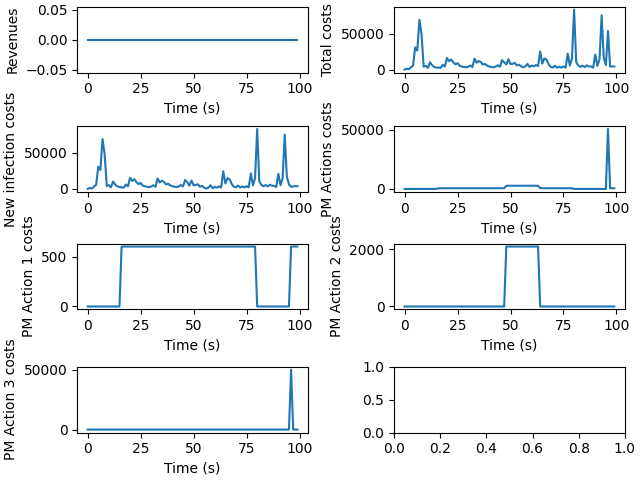 Revenues
0.05
0.00
−0.05
0 25 50 75 100
Time (s)
Total costs
50000
0
0 25 50 75 100
Time (s)
New infection costs
50000
0
0 25 50 75 100
Time (s)
PM Actions costs
50000
0
0 25 50 75 100
Time (s)
PM Action 1 costs
500
0
0 25 50 75 100
Time (s)
PM Action 2 costs
2000
0
0 25 50 75 100
Time (s)
PM Action 3 costs
50000
0
0 25 50 75 100
Time (s)
1.0
0.5
0.0
0.0 0.2 0.4 0.6 0.8 1.0